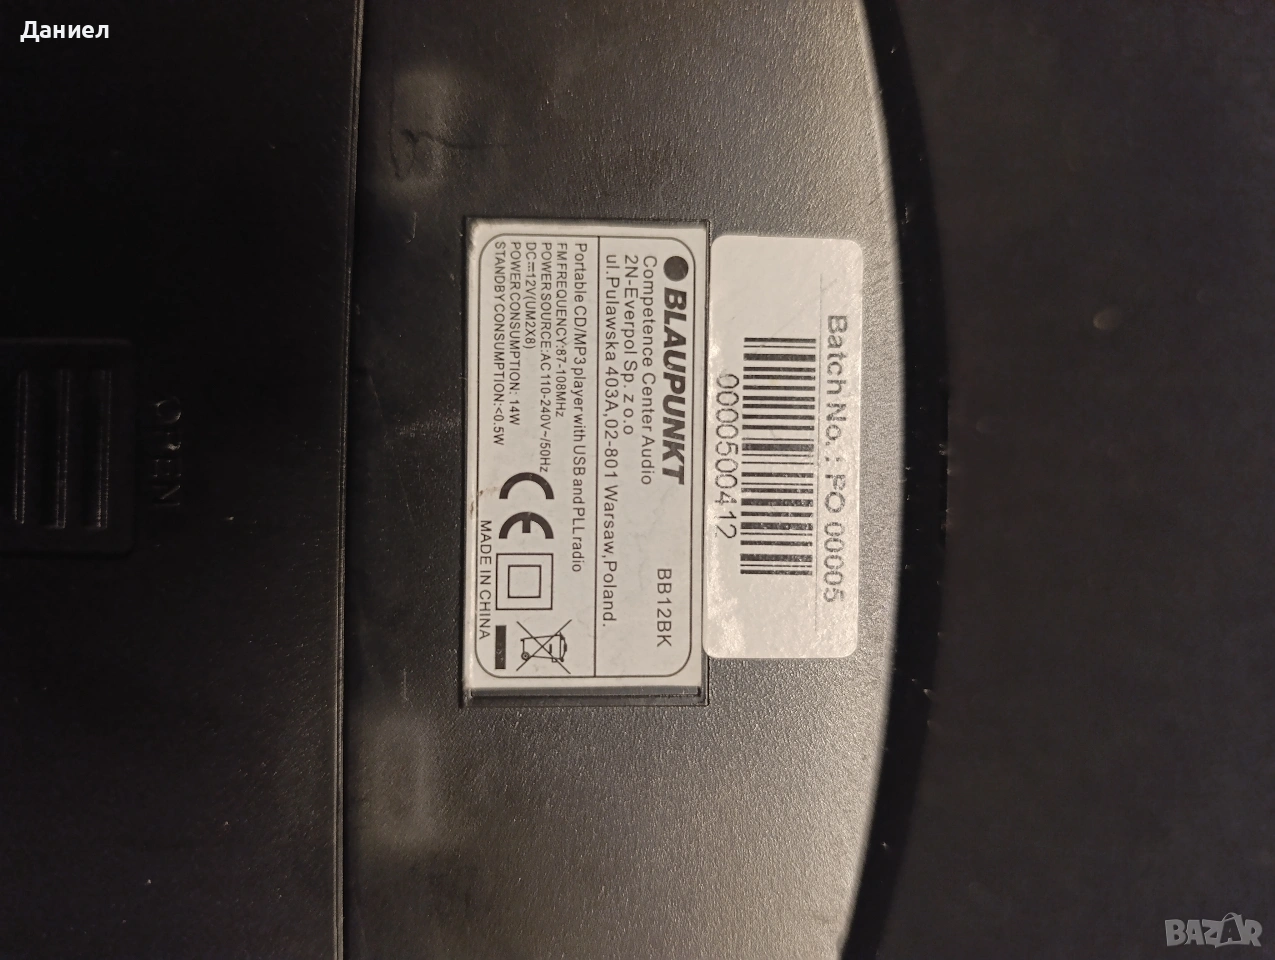 Даниел
OPEN
Batch No. : PO 00005
0000500412
BLAUPUNKT BB12BK
Competence Center Audio
2N-Everpol Sp. z o.o
ul.Pulawska 403A,02-801 Warsaw,Poland.
Portable CD/MP3 player with USB and PLL radio
FM FREQUENCY:87-108MHz
POWER SOURCE:AC 110-240V~/50Hz
DC⎓12V(UM2X8)
POWER CONSUMPTION: 14W
STANDBY CONSUMPTION:<0.5W
CE
MADE IN CHINA
BAZAR